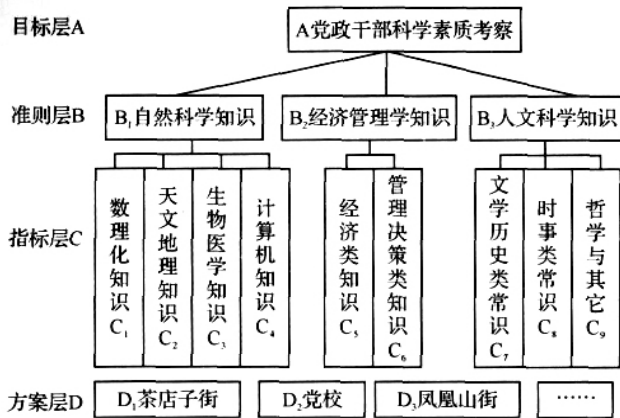 目标层A
A党政干部科学素质考察
准则层B
B₁自然科学知识
B₂经济管理学知识
B₃人文科学知识
指标层C
数理化知识C₁
天文地理知识C₂
生物医学知识C₃
计算机知识C₄
经济类知识C₅
管理决策类知识C₆
文学历史类常识C₇
时事类常识C₈
哲学与其它C₉
方案层D
D₁茶店子街
D₂党校
D₃凤凰山街
……